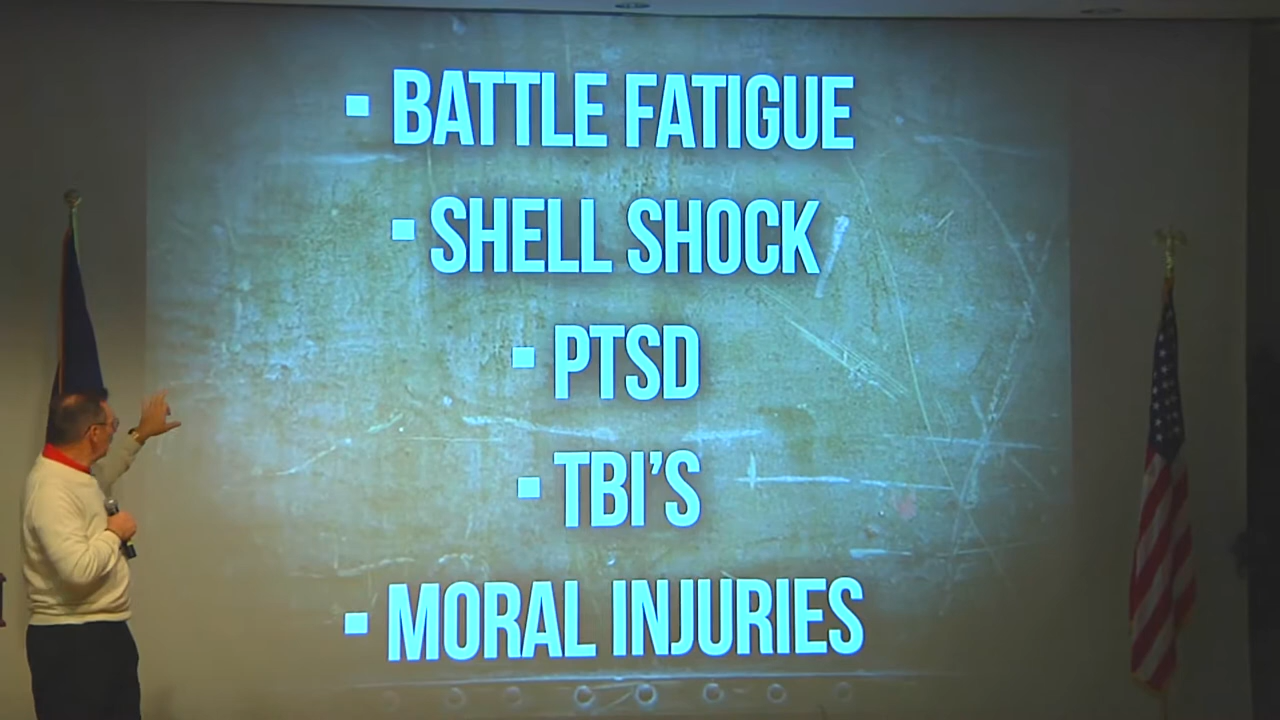 ▪ BATTLE FATIGUE
▪ SHELL SHOCK
▪ PTSD
▪ TBI'S
▪ MORAL INJURIES